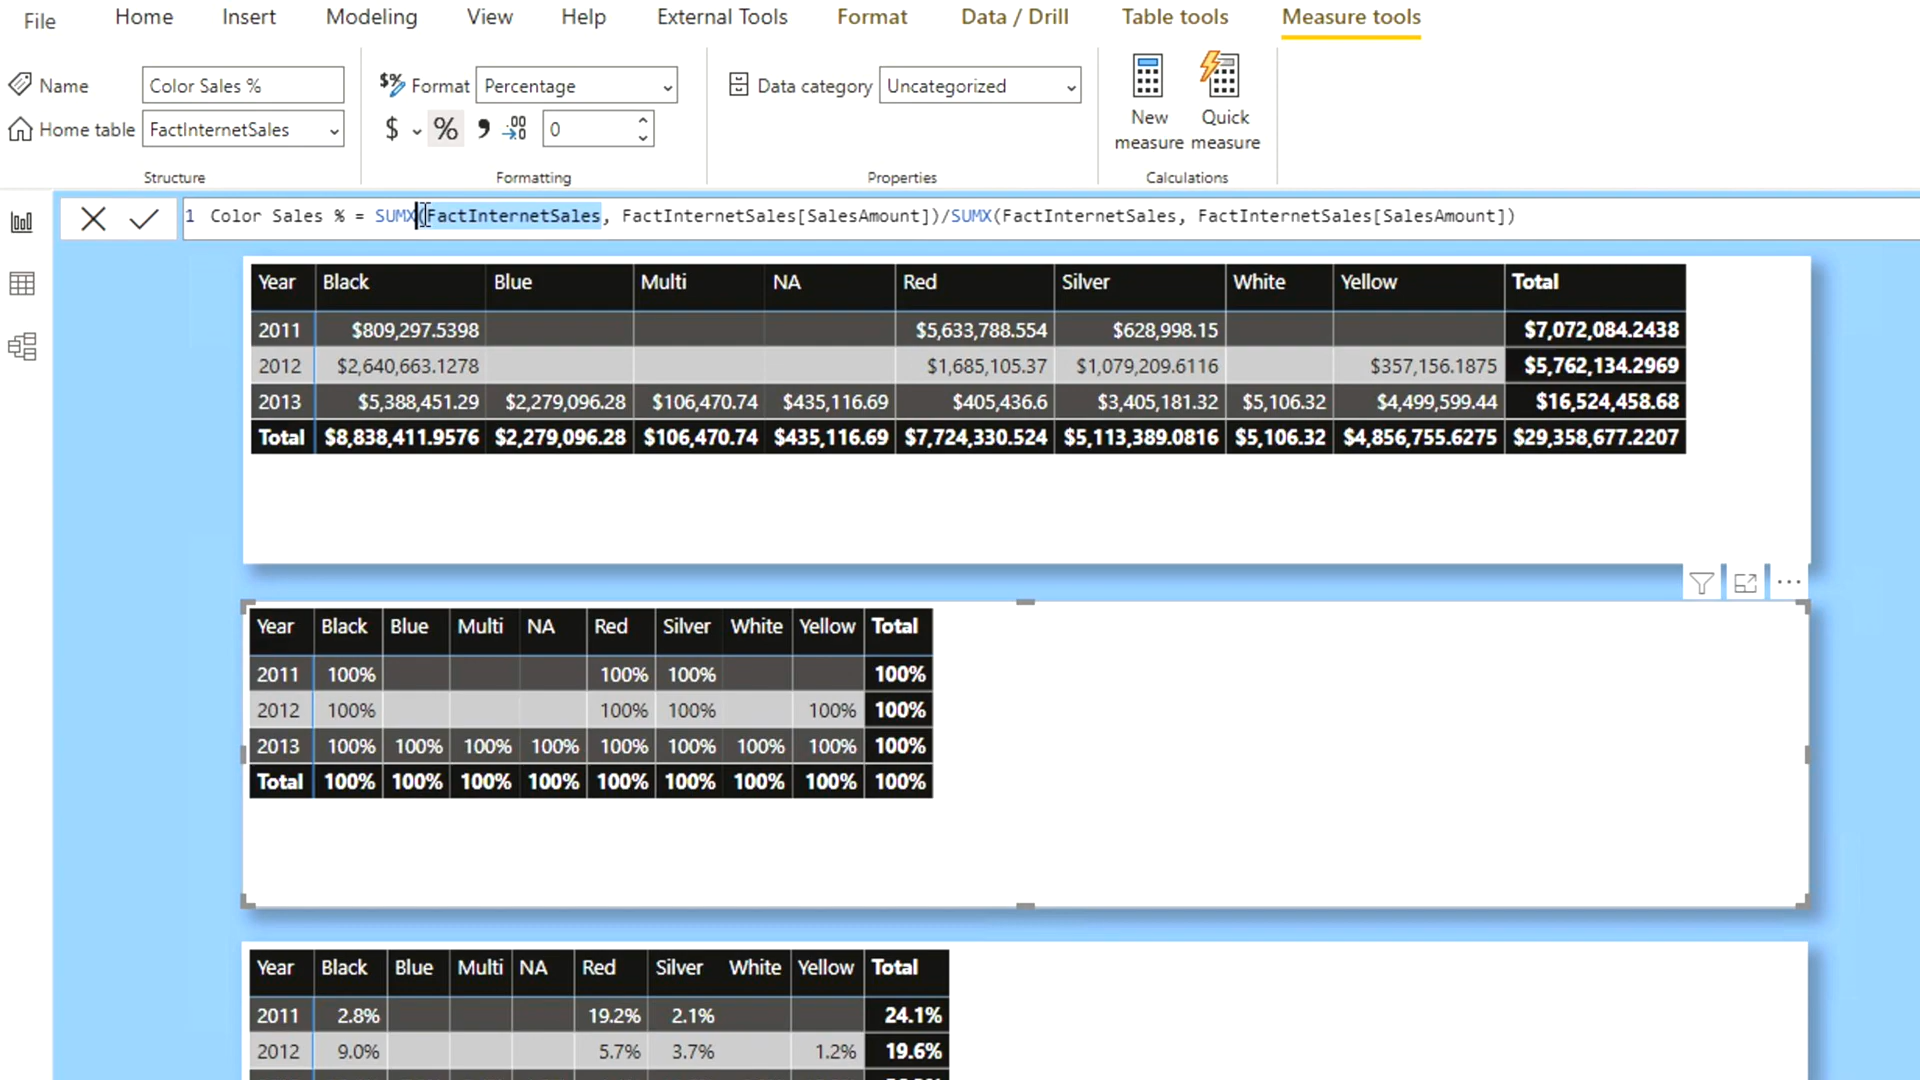 File Home Insert Modeling View Help External Tools Format Data / Drill Table tools Measure tools
Name Color Sales % $% Format Percentage Data category Uncategorized
Home table FactInternetSales $ % , .00 →0 0
New measure
Quick measure
Structure Formatting Properties Calculations
1 Color Sales % = SUMX(FactInternetSales, FactInternetSales[SalesAmount])/SUMX(FactInternetSales, FactInternetSales[SalesAmount])
Year Black Blue Multi NA Red Silver White Yellow Total
2011 $809,297.5398 $5,633,788.554 $628,998.15 $7,072,084.2438
2012 $2,640,663.1278 $1,685,105.37 $1,079,209.6116 $357,156.1875 $5,762,134.2969
2013 $5,388,451.29 $2,279,096.28 $106,470.74 $435,116.69 $405,436.6 $3,405,181.32 $5,106.32 $4,499,599.44 $16,524,458.68
Total $8,838,411.9576 $2,279,096.28 $106,470.74 $435,116.69 $7,724,330.524 $5,113,389.0816 $5,106.32 $4,856,755.6275 $29,358,677.2207
Year Black Blue Multi NA Red Silver White Yellow Total
2011 100% 100% 100% 100%
2012 100% 100% 100% 100% 100%
2013 100% 100% 100% 100% 100% 100% 100% 100% 100%
Total 100% 100% 100% 100% 100% 100% 100% 100% 100%
Year Black Blue Multi NA Red Silver White Yellow Total
2011 2.8% 19.2% 2.1% 24.1%
2012 9.0% 5.7% 3.7% 1.2% 19.6%